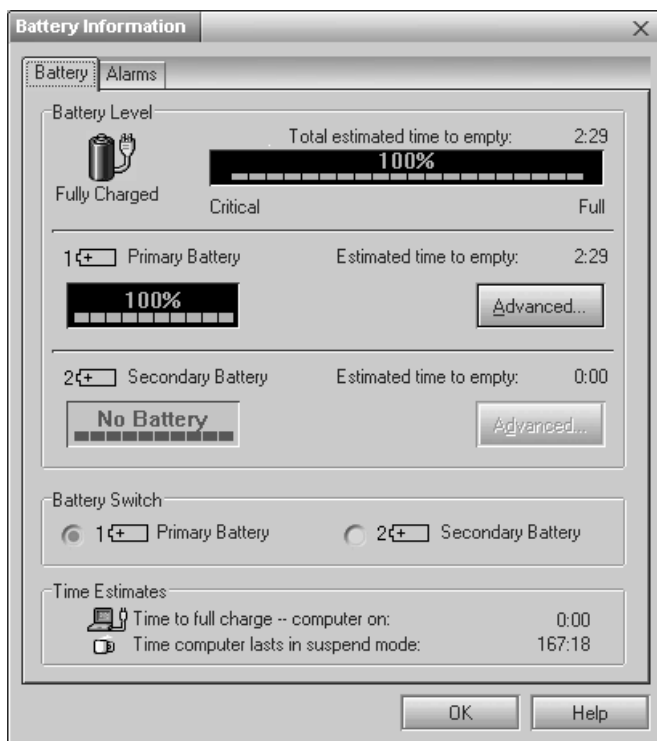 Battery Information
Battery Alarms
Battery Level
Total estimated time to empty: 2:29
100%
Fully Charged
Critical Full
1 + Primary Battery Estimated time to empty: 2:29
100%
Advanced...
2 + Secondary Battery Estimated time to empty: 0:00
No Battery
Advanced...
Battery Switch
1 + Primary Battery 2 + Secondary Battery
Time Estimates
Time to full charge -- computer on: 0:00
Time computer lasts in suspend mode: 167:18
OK Help